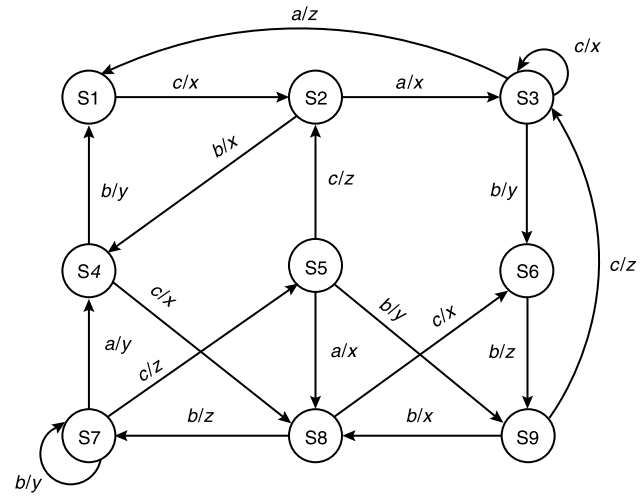 a/z
c/x
S1
c/x
S2
a/x
S3
b/x
b/y
c/z
b/y
S4
S5
S6
c/z
c/x
b/y
c/x
a/y
c/z
a/x
b/z
S7
b/z
S8
b/x
S9
b/y